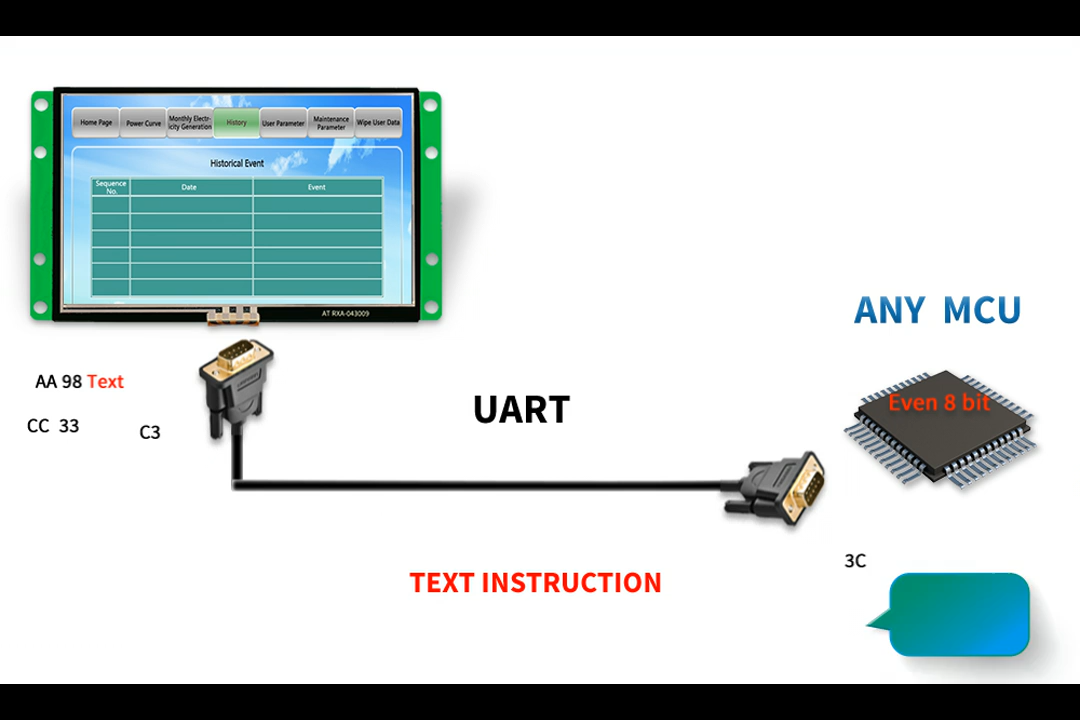 Home Page
Power Curve
Monthly Electr-
icity Generation
History
User Parameter
Maintenance
Parameter
Wipe User Data
Historical Event
Sequence
No.
Date
Event
AT RXA-043009
ANY MCU
Even 8 bit
AA 98 Text
CC 33
C3
UART
3C
TEXT INSTRUCTION